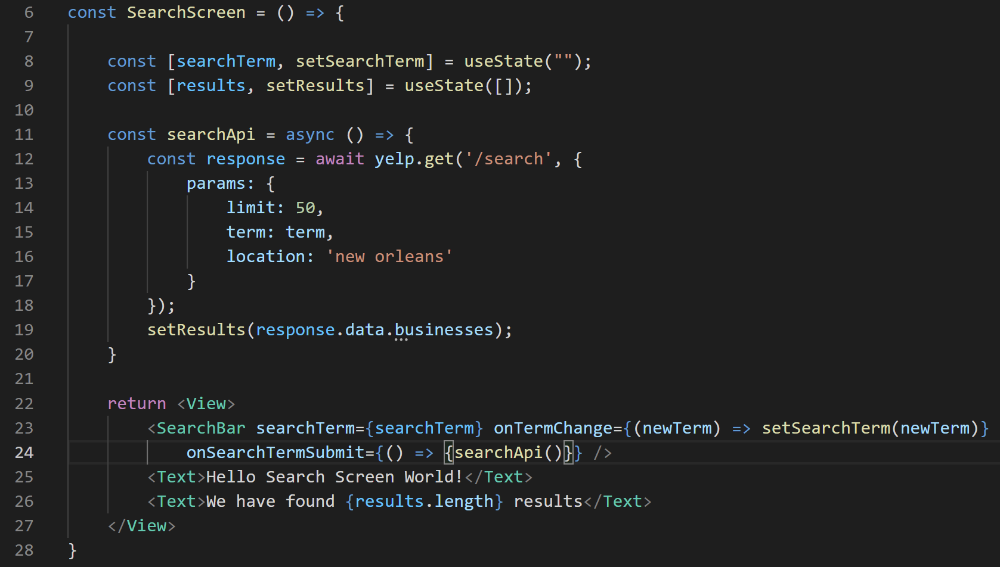 6 const SearchScreen = () => {
7
8 const [searchTerm, setSearchTerm] = useState("");
9 const [results, setResults] = useState([]);
10
11 const searchApi = async () => {
12 const response = await yelp.get('/search', {
13 params: {
14 limit: 50,
15 term: term,
16 location: 'new orleans'
17 }
18 });
19 setResults(response.data.businesses);
20 }
21
22 return <View>
23 <SearchBar searchTerm={searchTerm} onTermChange={(newTerm) => setSearchTerm(newTerm)}
24 onSearchTermSubmit={() => {searchApi()}} />
25 <Text>Hello Search Screen World!</Text>
26 <Text>We have found {results.length} results</Text>
27 </View>
28 }